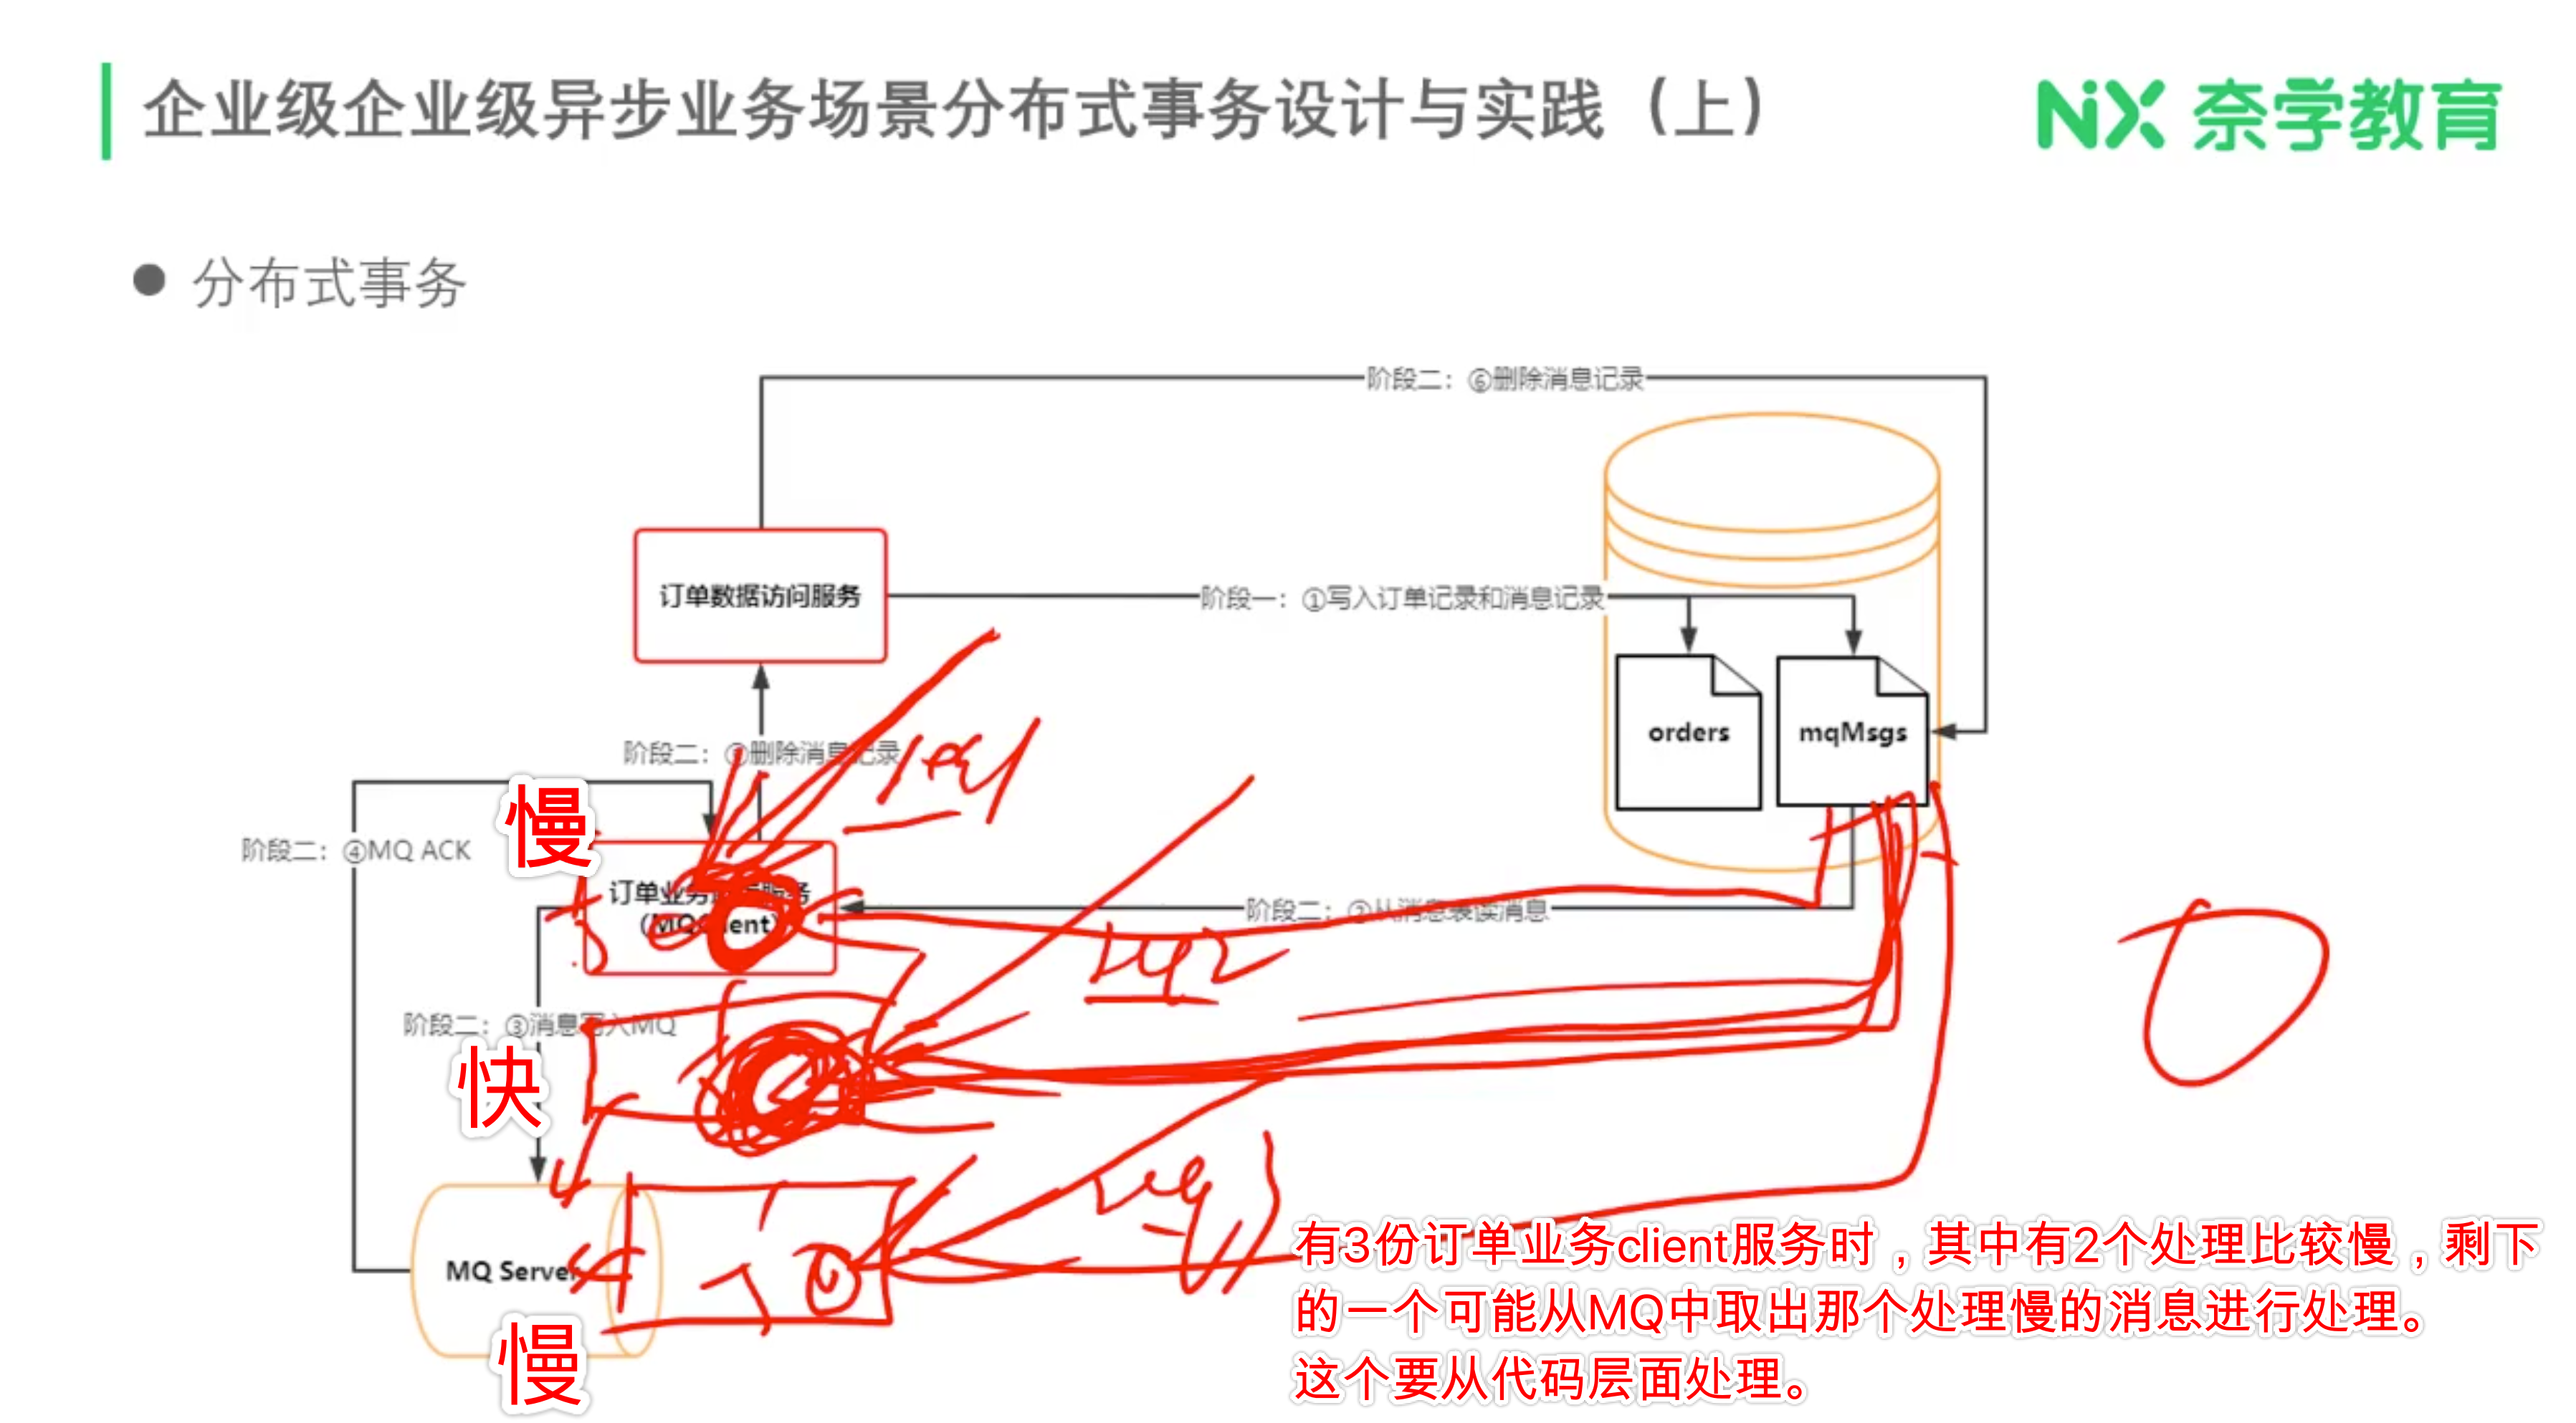 企业级企业级异步业务场景分布式事务设计与实践（上）
NiX 奈学教育
● 分布式事务
阶段二：⑥删除消息记录
订单数据访问服务
阶段一：①写入订单记录和消息记录
orders
mqMsgs
阶段二：⑤删除消息记录
req1
慢
阶段二：④MQ ACK
订单业务服务
（MQClient）
阶段二：②从消息表读消息
req2
阶段二：③消息写入MQ
快
MQ Server
慢
有3份订单业务client服务时，其中有2个处理比较慢，剩下
的一个可能从MQ中取出那个处理慢的消息进行处理。
这个要从代码层面处理。